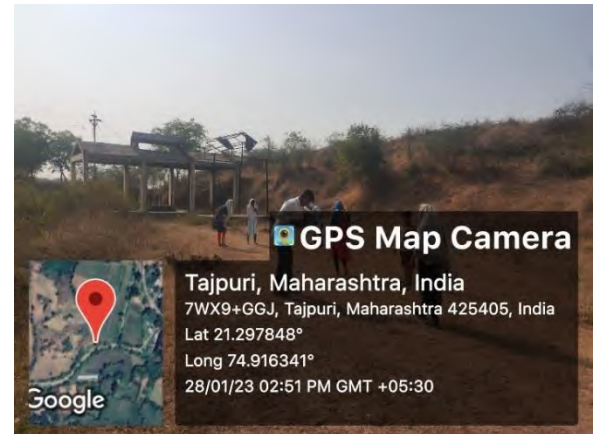 GPS Map Camera
Tajpuri, Maharashtra, India
7WX9+GGJ, Tajpuri, Maharashtra 425405, India
Lat 21.297848°
Long 74.916341°
28/01/23 02:51 PM GMT +05:30
Google